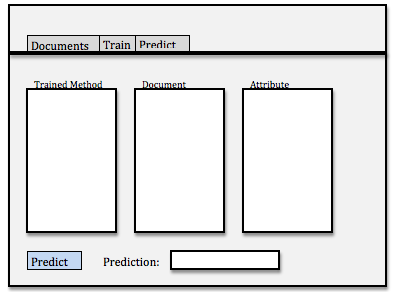 Documents Train Predict
Trained Method Document Attribute
Predict Prediction: